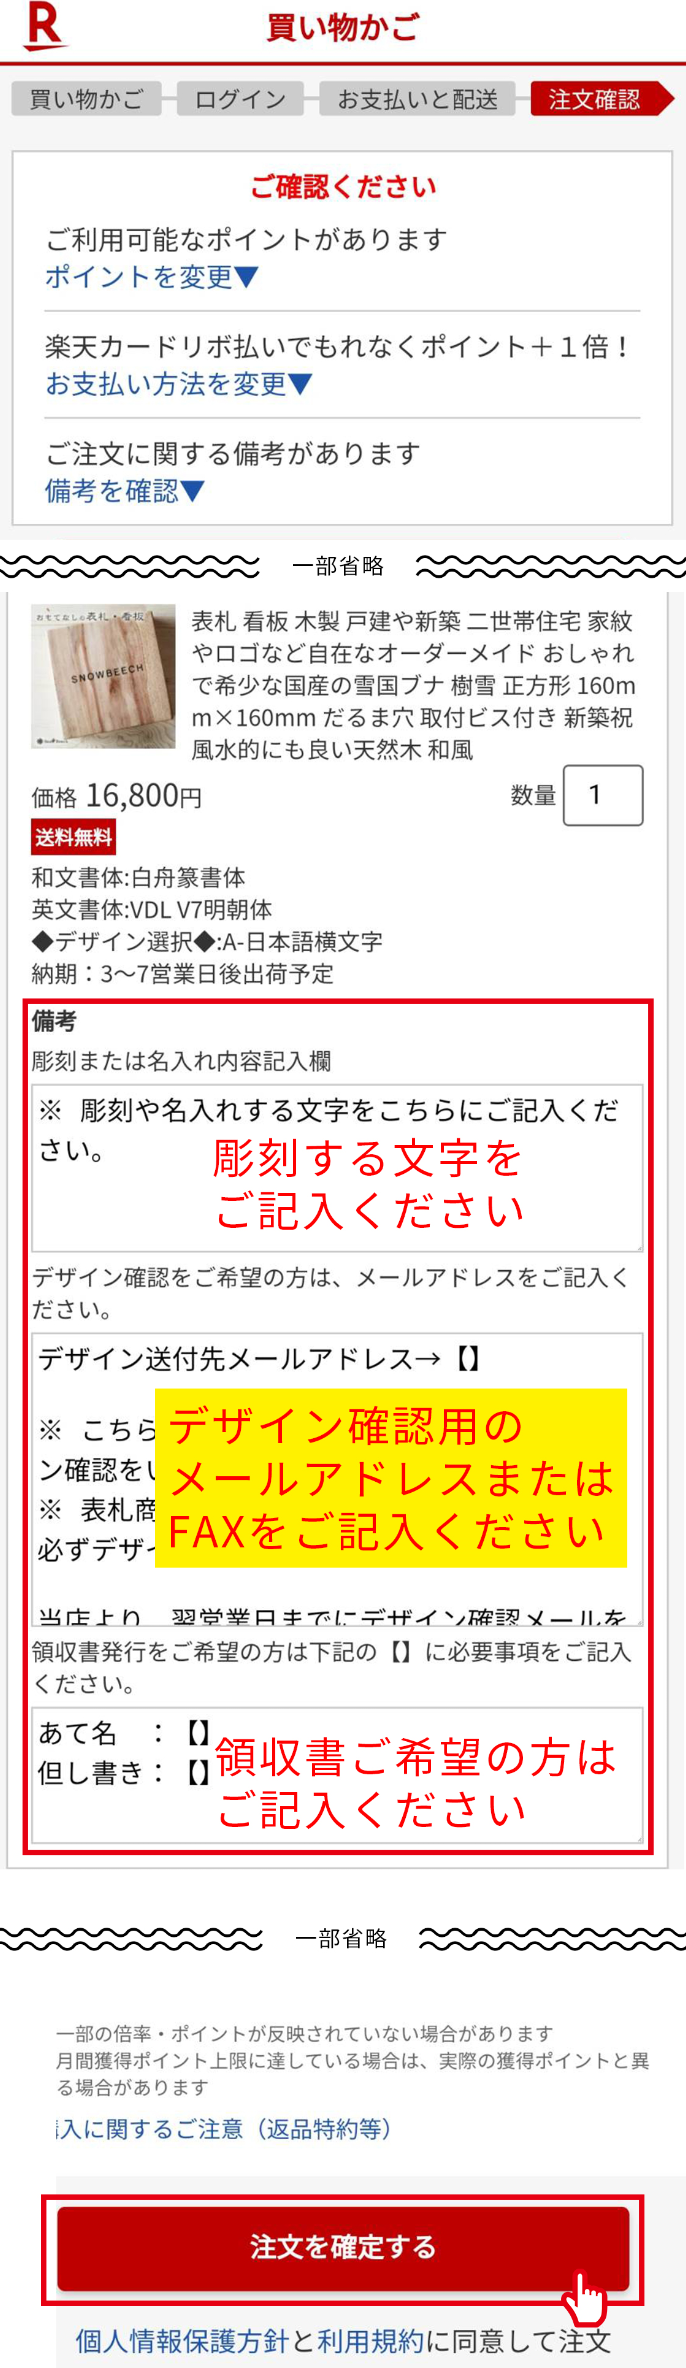 R
買い物かご
買い物かご ログイン お支払いと配送 注文確認
ご確認ください
ご利用可能なポイントがあります
ポイントを変更▼
楽天カードリボ払いでもれなくポイント＋１倍！
お支払い方法を変更▼
ご注文に関する備考があります
備考を確認▼
一部省略
おもてなしの表札・看板
SNOWBEECH
表札 看板 木製 戸建や新築 二世帯住宅 家紋
やロゴなど自在なオーダーメイド おしゃれ
で希少な国産の雪国ブナ 樹雪 正方形 160m
m×160mm だるま穴 取付ビス付き 新築祝
風水的にも良い天然木 和風
価格 16,800円
数量 1
送料無料
和文書体:白舟篆書体
英文書体:VDL V7明朝体
◆デザイン選択◆:A-日本語横文字
納期：3〜7営業日後出荷予定
備考
彫刻または名入れ内容記入欄
※ 彫刻や名入れする文字をこちらにご記入くだ
さい。
彫刻する文字を
ご記入ください
デザイン確認をご希望の方は、メールアドレスをご記入く
ださい。
デザイン送付先メールアドレス→【】
※ こちら
ン確認をい
※ 表札商
必ずデザイ
デザイン確認用の
メールアドレスまたは
FAXをご記入ください
当店より、翌営業日までにデザイン確認メールを
領収書発行をご希望の方は下記の【】に必要事項をご記入
ください。
あて名 ：【】
但し書き：【】
領収書ご希望の方は
ご記入ください
一部省略
一部の倍率・ポイントが反映されていない場合があります
月間獲得ポイント上限に達している場合は、実際の獲得ポイントと異
る場合があります
購入に関するご注意（返品特約等）
注文を確定する
個人情報保護方針と利用規約に同意して注文